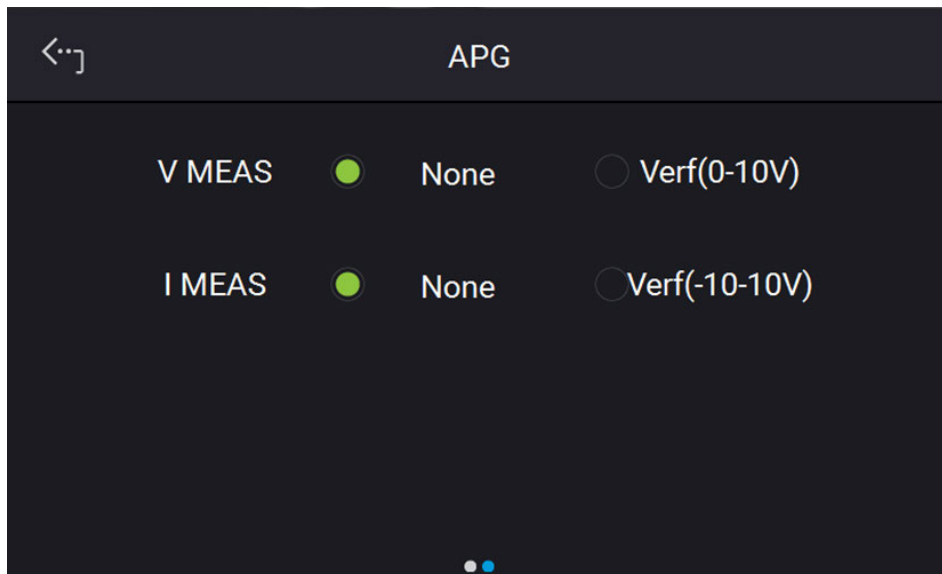 APG
V MEAS None Verf(0-10V)
I MEAS None Verf(-10-10V)